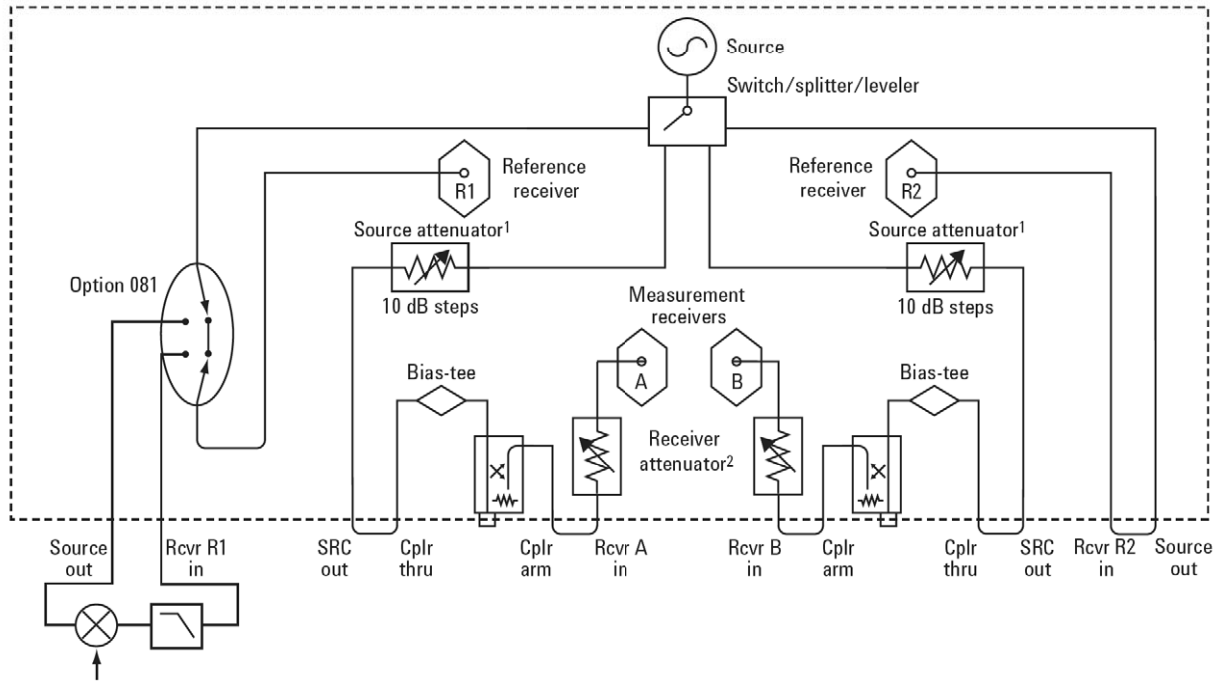 Source
Switch/splitter/leveler
Reference
receiver
R1
Reference
receiver
R2
Source attenuator¹
10 dB steps
Source attenuator¹
10 dB steps
Option 081
Measurement
receivers
A
B
Bias-tee
Bias-tee
Receiver
attenuator²
Source
out
Rcvr R1
in
SRC
out
Cplr
thru
Cplr
arm
Rcvr A
in
Rcvr B
in
Cplr
arm
Cplr
thru
SRC
out
Rcvr R2
in
Source
out